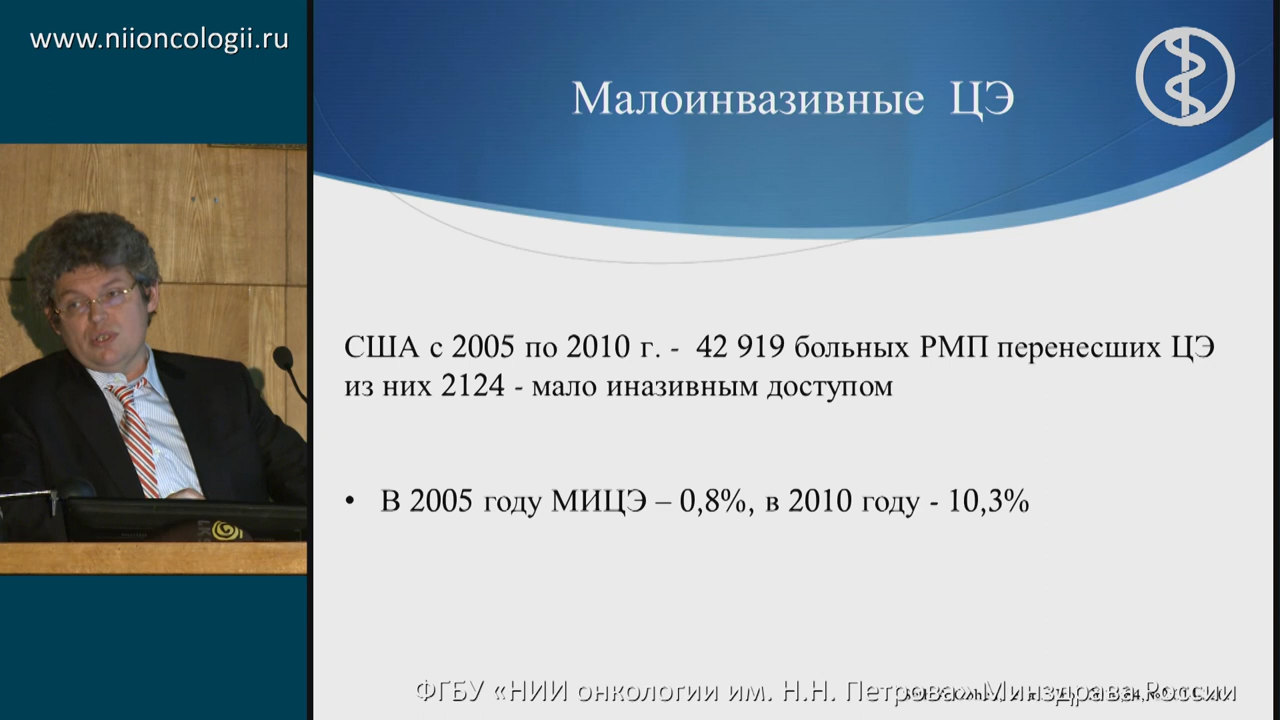 www.niioncologii.ru
Малоинвазивные ЦЭ
США с 2005 по 2010 г. - 42 919 больных РМП перенесших ЦЭ
из них 2124 - мало иназивным доступом
• В 2005 году МИЦЭ – 0,8%, в 2010 году - 10,3%
ФГБУ «НИИ онкологии им. Н.Н. Петрова» Минздрава России